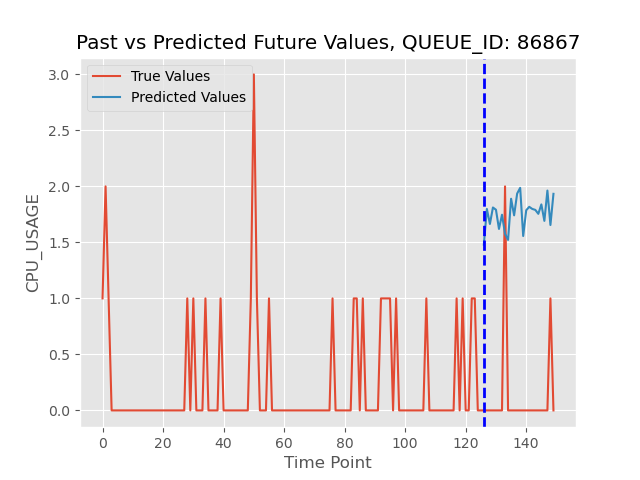 Past vs Predicted Future Values, QUEUE_ID: 86867
True Values
Predicted Values
CPU_USAGE
3.0
2.5
2.0
1.5
1.0
0.5
0.0
0 20 40 60 80 100 120 140
Time Point